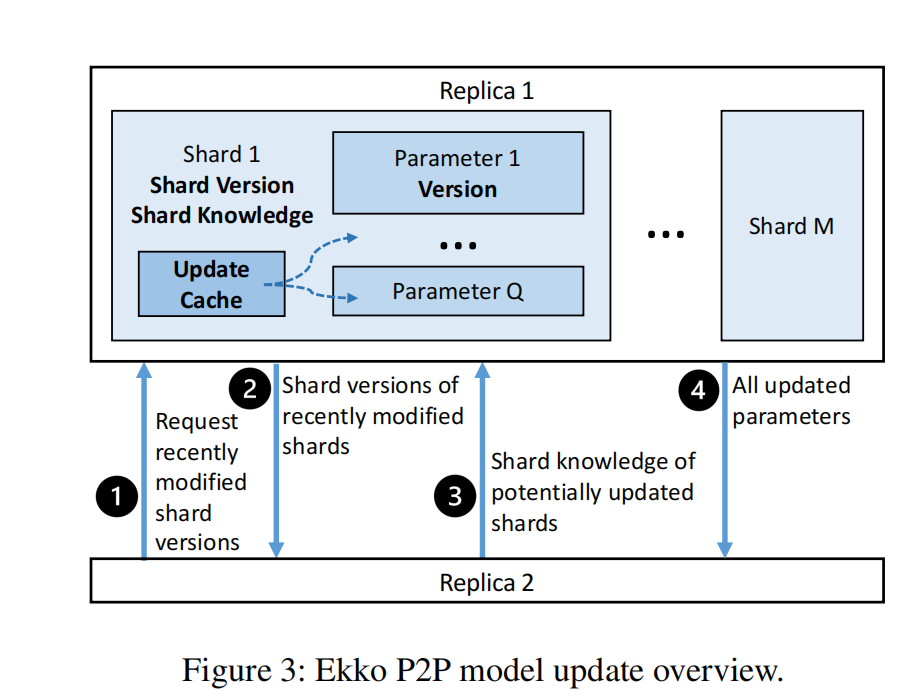 Replica 1
Shard 1
Shard Version
Shard Knowledge
Update
Cache
Parameter 1
Version
...
Parameter Q
...
Shard M
1
Request
recently
modified
shard
versions
2
Shard versions of
recently modified
shards
3
Shard knowledge of
potentially updated
shards
4
All updated
parameters
Replica 2
Figure 3: Ekko P2P model update overview.